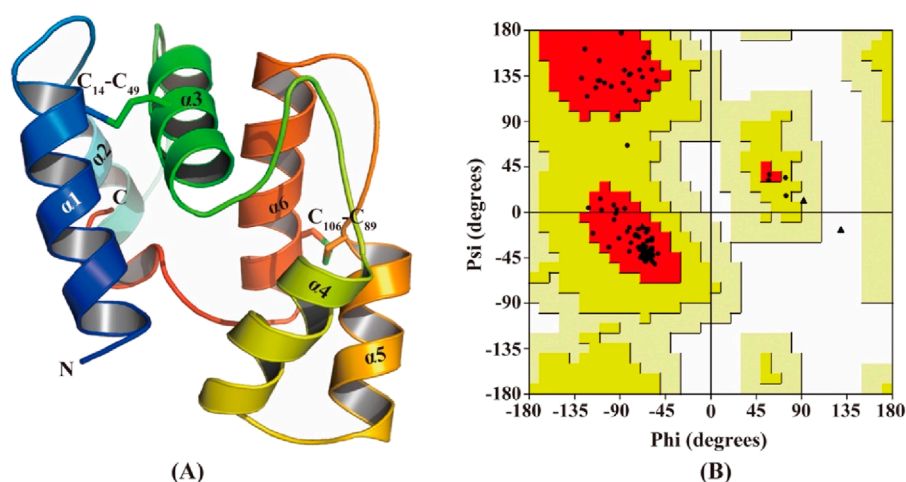 C14-C49
α3
α2
α1
C
α6
C106-C89
α4
α5
N
(A)
180
135
90
45
0
-45
-90
-135
-180
Psi (degrees)
-180 -135 -90 -45 0 45 90 135 180
Phi (degrees)
(B)